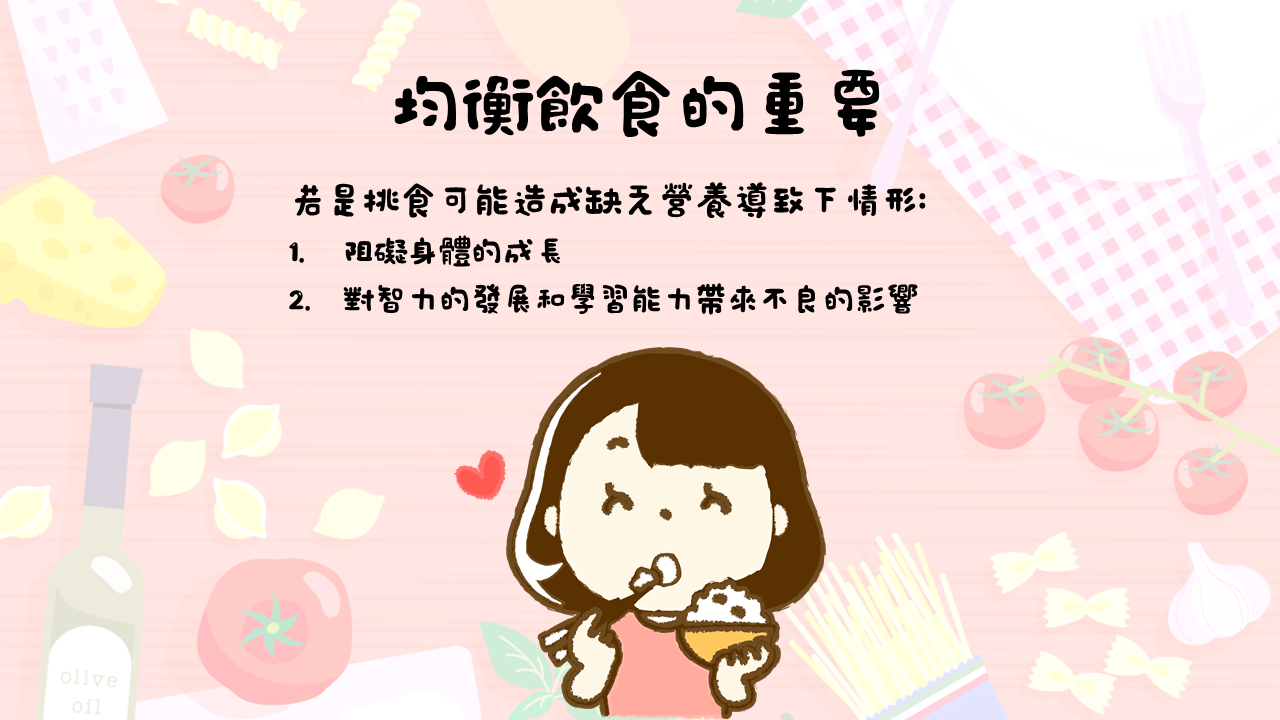 均衡飲食的重要
若是挑食可能造成缺无營養導致下情形:
1. 阻礙身體的成長
2. 對智力的發展和學習能力帶來不良的影響
olive
oil